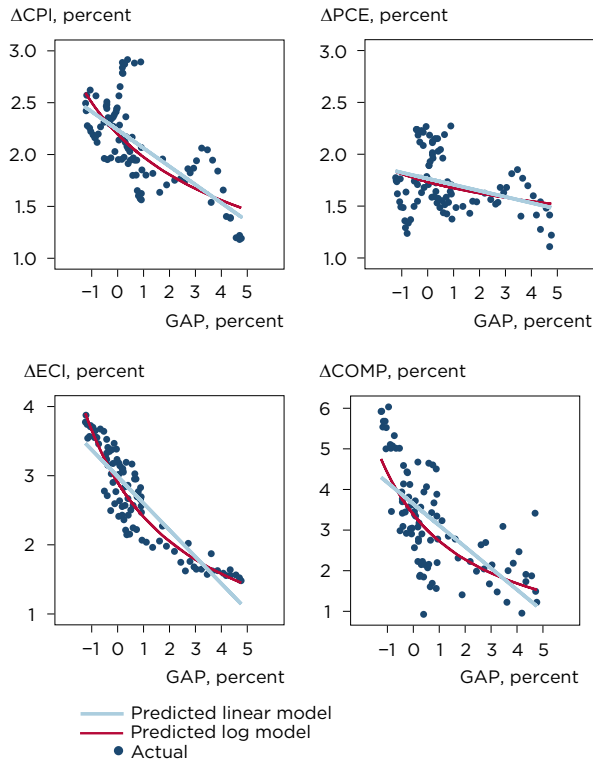 ΔCPI, percent
3.0
2.5
2.0
1.5
1.0
−1 0 1 2 3 4 5
GAP, percent
ΔPCE, percent
3.0
2.5
2.0
1.5
1.0
−1 0 1 2 3 4 5
GAP, percent
ΔECI, percent
4
3
2
1
−1 0 1 2 3 4 5
GAP, percent
ΔCOMP, percent
6
5
4
3
2
1
−1 0 1 2 3 4 5
GAP, percent
Predicted linear model
Predicted log model
Actual